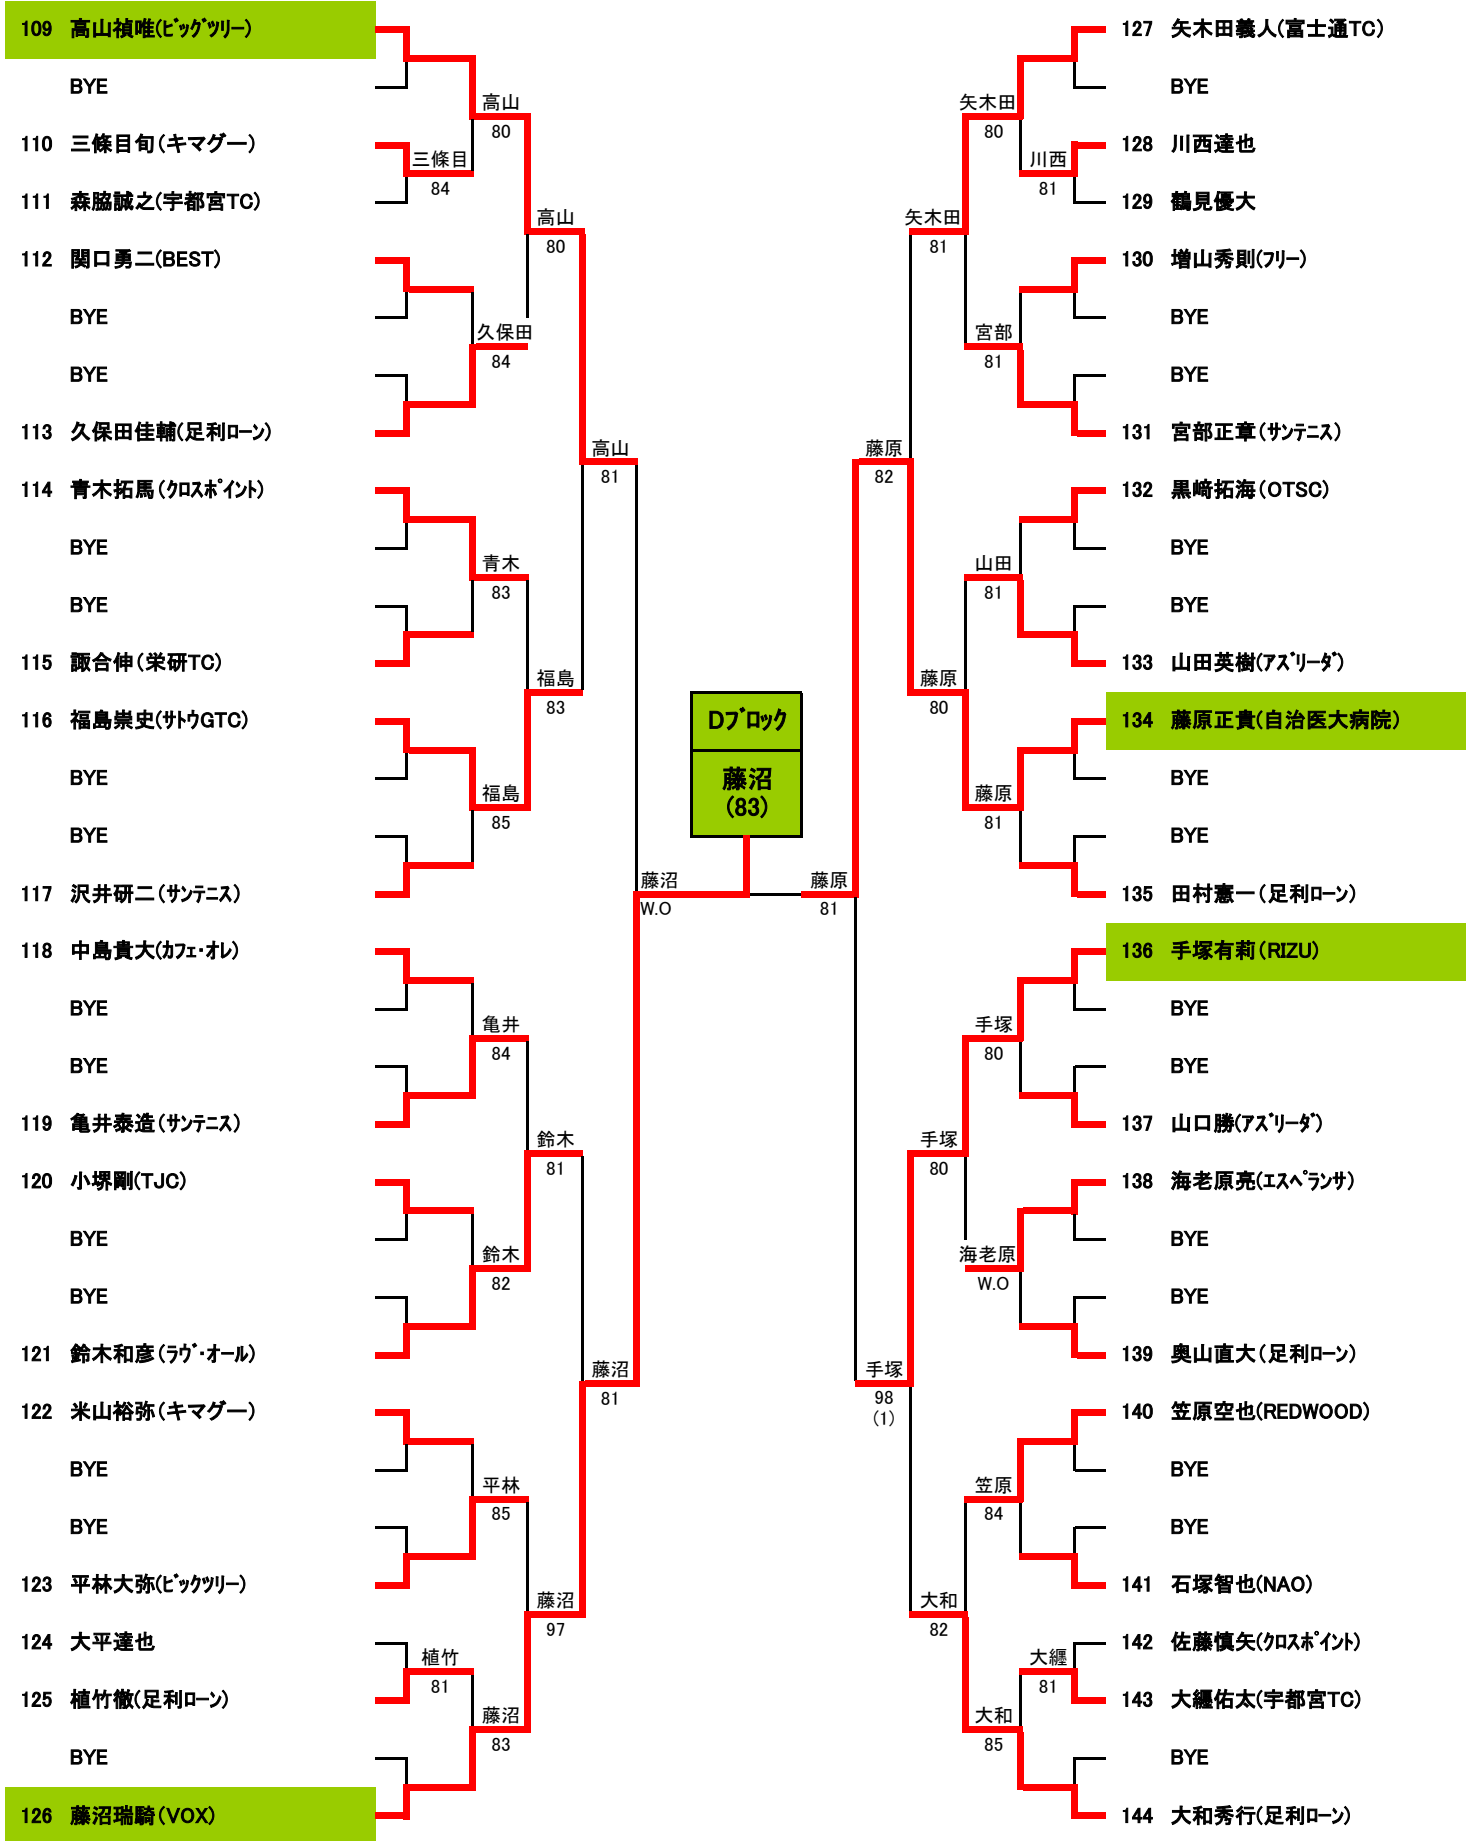 109 高山禎唯(ﾋﾞｯｸﾞﾂﾘｰ)
BYE
高山
80
110 三條目旬(キマグー)
三條目
84
111 森脇誠之(宇都宮TC)
高山
80
112 関口勇二(BEST)
BYE
久保田
84
BYE
113 久保田佳輔(足利ﾛｰﾝ)
高山
81
114 青木拓馬(ｸﾛｽﾎﾟｲﾝﾄ)
BYE
青木
83
BYE
115 諏合伸(栄研TC)
福島
83
116 福島崇史(ｻﾄｳGTC)
BYE
福島
85
BYE
117 沢井研二(ｻﾝﾃﾆｽ)
藤沼
W.O
118 中島貴大(ｶﾌｪ・ｵﾚ)
BYE
亀井
84
BYE
119 亀井泰造(ｻﾝﾃﾆｽ)
鈴木
81
120 小堺剛(TJC)
BYE
鈴木
82
BYE
121 鈴木和彦(ﾗｳﾞ・ｵｰﾙ)
藤沼
81
122 米山裕弥(キマグー)
BYE
平林
85
BYE
123 平林大弥(ﾋﾞｯｸﾂﾘｰ)
藤沼
97
124 大平達也
植竹
81
125 植竹徹(足利ﾛｰﾝ)
藤沼
83
BYE
126 藤沼瑞騎(VOX)
Dﾌﾞﾛｯｸ
藤沼
(83)
127 矢木田義人(富士通TC)
BYE
矢木田
80
128 川西達也
川西
81
129 鶴見優大
矢木田
81
130 増山秀則(ﾌﾘｰ)
BYE
宮部
81
BYE
131 宮部正章(ｻﾝﾃﾆｽ)
藤原
82
132 黒﨑拓海(OTSC)
BYE
山田
81
BYE
133 山田英樹(ｱｽﾞﾘｰﾀﾞ)
藤原
80
134 藤原正貴(自治医大病院)
BYE
藤原
81
BYE
135 田村憲一(足利ﾛｰﾝ)
藤原
81
136 手塚有莉(RIZU)
BYE
手塚
80
BYE
137 山口勝(ｱｽﾞﾘｰﾀﾞ)
手塚
80
138 海老原亮(ｴｽﾍﾟﾗﾝｻ)
BYE
海老原
W.O
BYE
139 奥山直大(足利ﾛｰﾝ)
手塚
98
(1)
140 笠原空也(REDWOOD)
BYE
笠原
84
BYE
141 石塚智也(NAO)
大和
82
142 佐藤慎矢(ｸﾛｽﾎﾟｲﾝﾄ)
大纒
81
143 大纒佑太(宇都宮TC)
大和
85
BYE
144 大和秀行(足利ﾛｰﾝ)